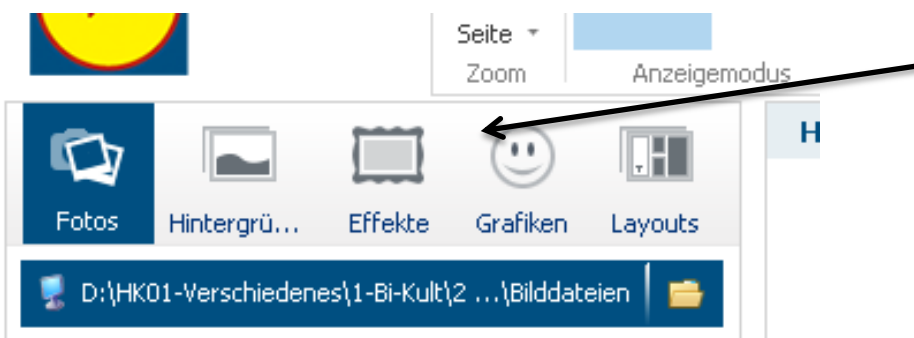 Seite
Zoom Anzeigemodus
H
Fotos Hintergrü... Effekte Grafiken Layouts
D:\HK01-Verschiedenes\1-Bi-Kult\2 ...\Bilddateien